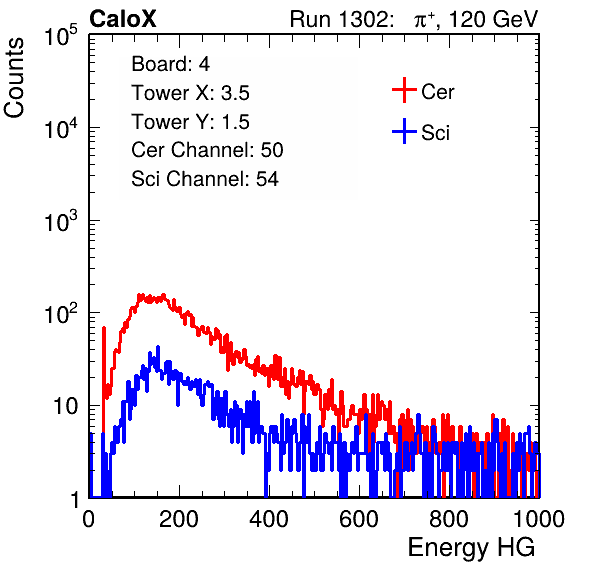 CaloX Run 1302: π⁺, 120 GeV
Counts
10⁵
10⁴
10³
10²
10
1
Board: 4
Tower X: 3.5
Tower Y: 1.5
Cer Channel: 50
Sci Channel: 54
Cer
Sci
0 200 400 600 800 1000
Energy HG